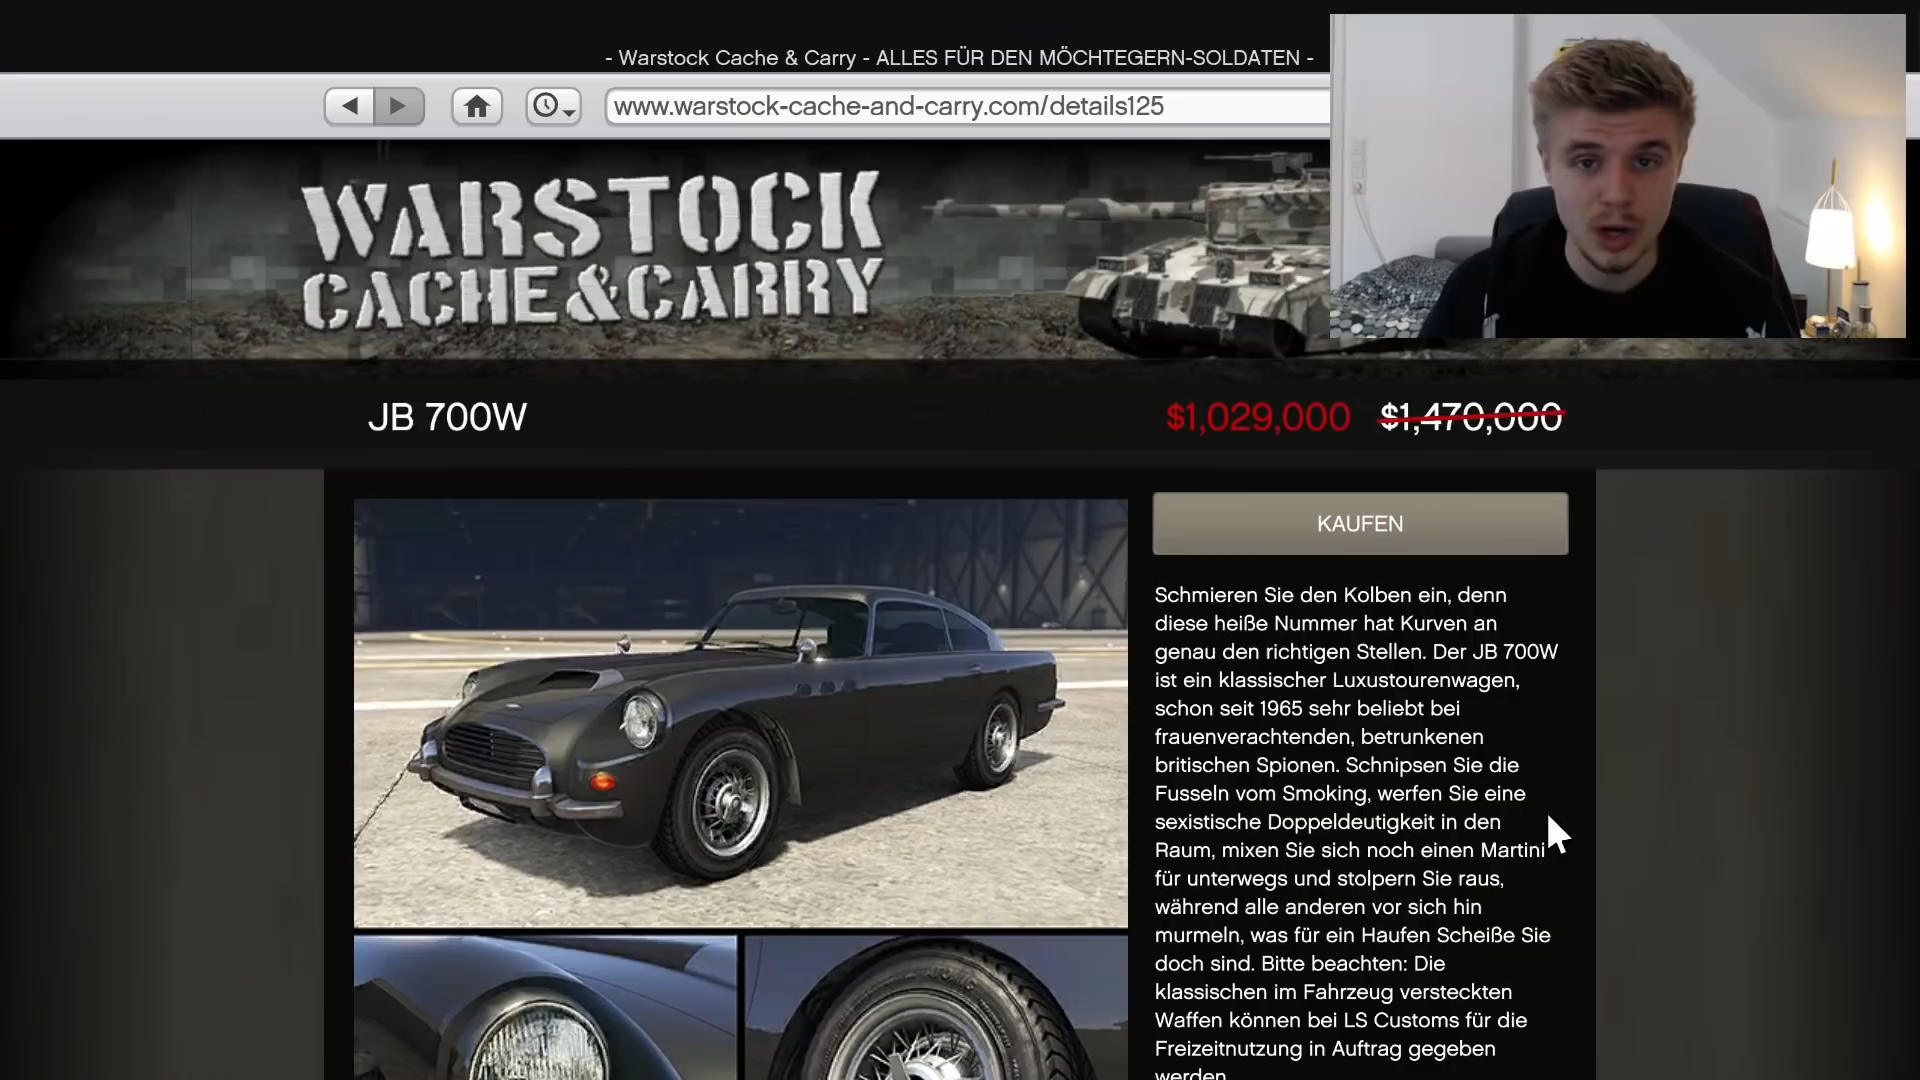 - Warstock Cache & Carry - ALLES FÜR DEN MÖCHTEGERN-SOLDATEN -
www.warstock-cache-and-carry.com/details125
WARSTOCK
CACHE & CARRY
JB 700W
$1,029,000 $1,470,000
KAUFEN
Schmieren Sie den Kolben ein, denn
diese heiße Nummer hat Kurven an
genau den richtigen Stellen. Der JB 700W
ist ein klassischer Luxustourenwagen,
schon seit 1965 sehr beliebt bei
frauenverachtenden, betrunkenen
britischen Spionen. Schnipsen Sie die
Fusseln vom Smoking, werfen Sie eine
sexistische Doppeldeutigkeit in den
Raum, mixen Sie sich noch einen Martini
für unterwegs und stolpern Sie raus,
während alle anderen vor sich hin
murmeln, was für ein Haufen Scheiße Sie
doch sind. Bitte beachten: Die
klassischen im Fahrzeug versteckten
Waffen können bei LS Customs für die
Freizeitnutzung in Auftrag gegeben
werden